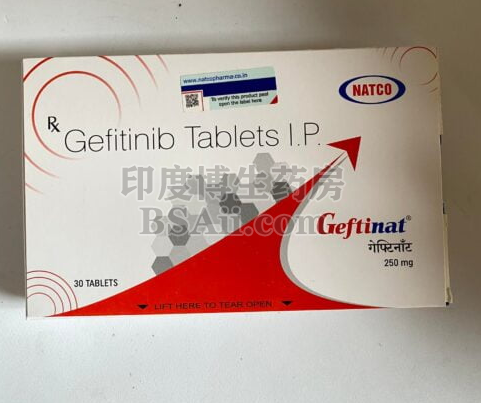 www.natcopharma.co.in
To verify this product peel
open the label here
NATCO
Rx Gefitinib Tablets I.P.
印度博生药房
BSAii.com
Geftinat®
गेफ्टिनॉट
250 mg
30 TABLETS
LIFT HERE TO TEAR OPEN